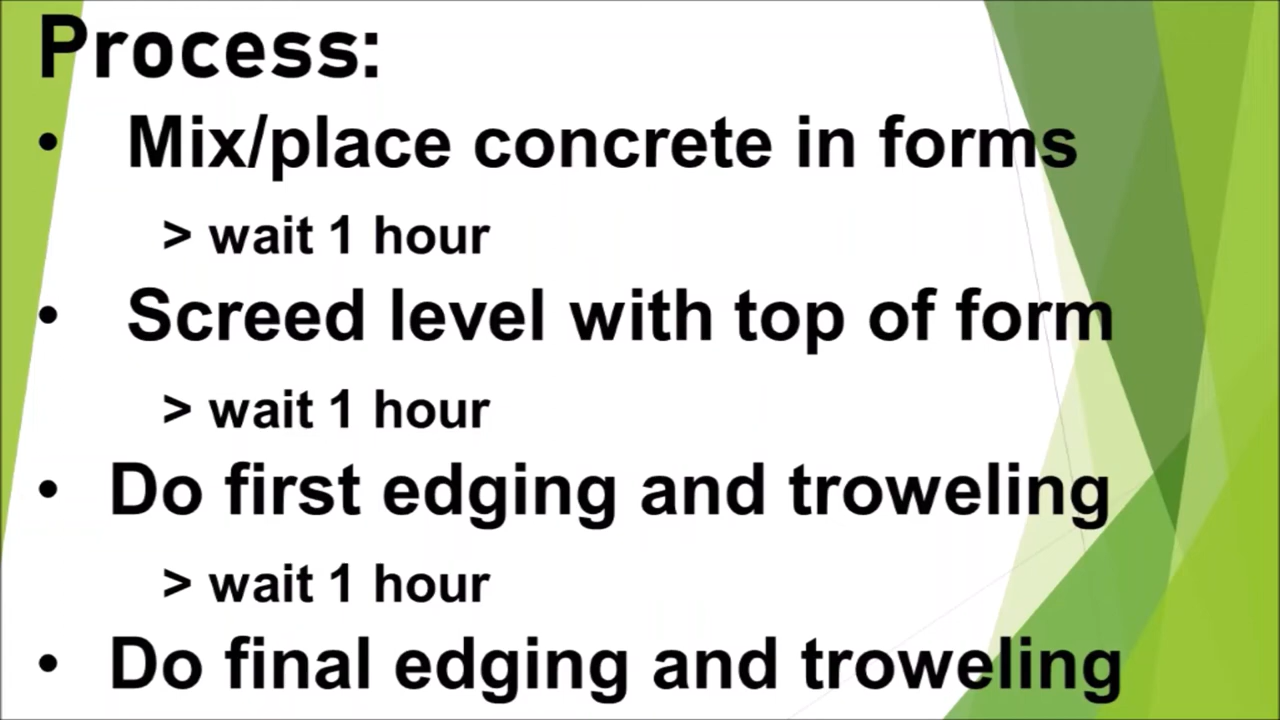 Process:
• Mix/place concrete in forms
> wait 1 hour
• Screed level with top of form
> wait 1 hour
• Do first edging and troweling
> wait 1 hour
• Do final edging and troweling